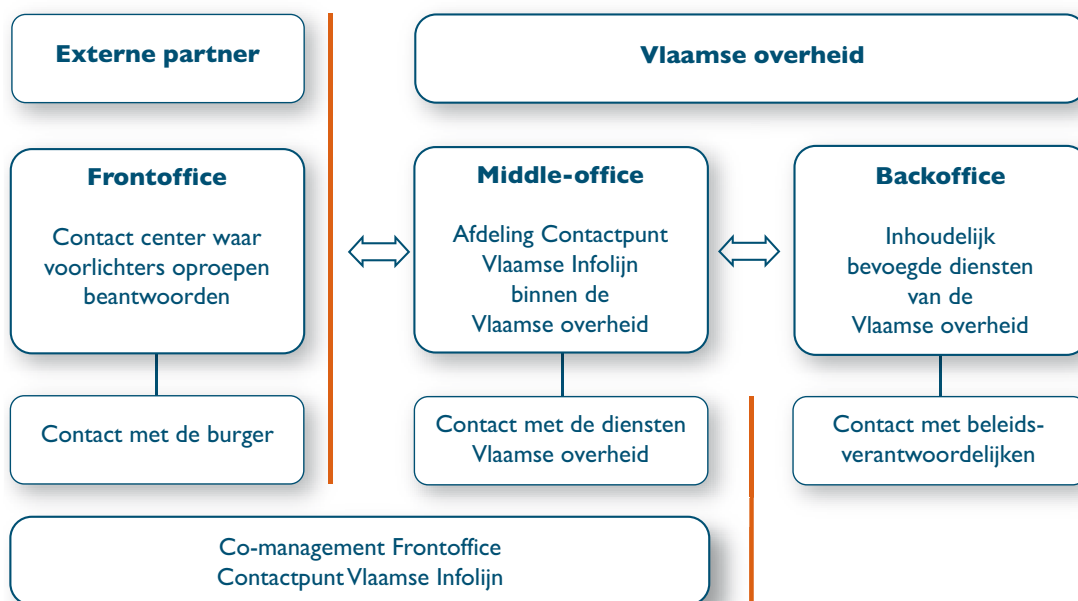 Externe partner
Vlaamse overheid
Frontoffice
Contact center waar
voorlichters oproepen
beantwoorden
Middle-office
Afdeling Contactpunt
Vlaamse Infolijn
binnen de
Vlaamse overheid
Backoffice
Inhoudelijk
bevoegde diensten
van de
Vlaamse overheid
Contact met de burger
Contact met de diensten
Vlaamse overheid
Contact met beleids-
verantwoordelijken
Co-management Frontoffice
Contactpunt Vlaamse Infolijn